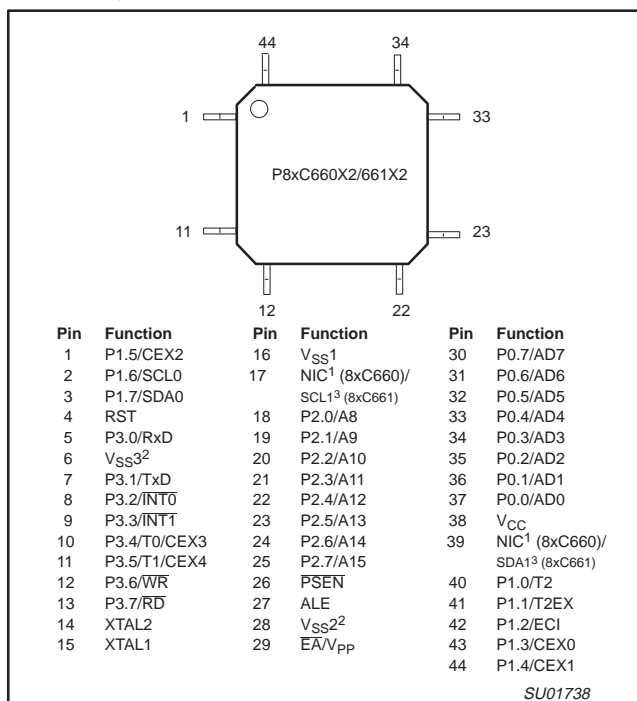 44 34
1 33
P8xC660X2/661X2
11 23
12 22
Pin Function Pin Function Pin Function
1 P1.5/CEX2 16 VSS1 30 P0.7/AD7
2 P1.6/SCL0 17 NIC1 (8xC660)/ 31 P0.6/AD6
3 P1.7/SDA0 SCL13 (8xC661) 32 P0.5/AD5
4 RST 18 P2.0/A8 33 P0.4/AD4
5 P3.0/RxD 19 P2.1/A9 34 P0.3/AD3
6 VSS32 20 P2.2/A10 35 P0.2/AD2
7 P3.1/TxD 21 P2.3/A11 36 P0.1/AD1
8 P3.2/INT0 22 P2.4/A12 37 P0.0/AD0
9 P3.3/INT1 23 P2.5/A13 38 VCC
10 P3.4/T0/CEX3 24 P2.6/A14 39 NIC1 (8xC660)/
11 P3.5/T1/CEX4 25 P2.7/A15 SDA13 (8xC661)
12 P3.6/WR 26 PSEN 40 P1.0/T2
13 P3.7/RD 27 ALE 41 P1.1/T2EX
14 XTAL2 28 VSS22 42 P1.2/ECI
15 XTAL1 29 EA/VPP 43 P1.3/CEX0
44 P1.4/CEX1
SU01738